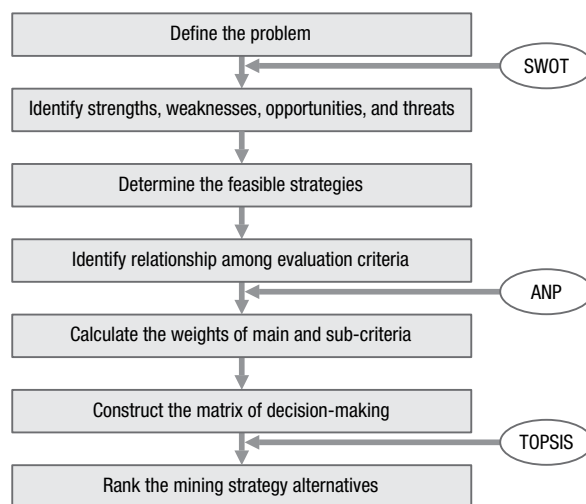 Define the problem
SWOT
Identify strengths, weaknesses, opportunities, and threats
Determine the feasible strategies
Identify relationship among evaluation criteria
ANP
Calculate the weights of main and sub-criteria
Construct the matrix of decision-making
TOPSIS
Rank the mining strategy alternatives